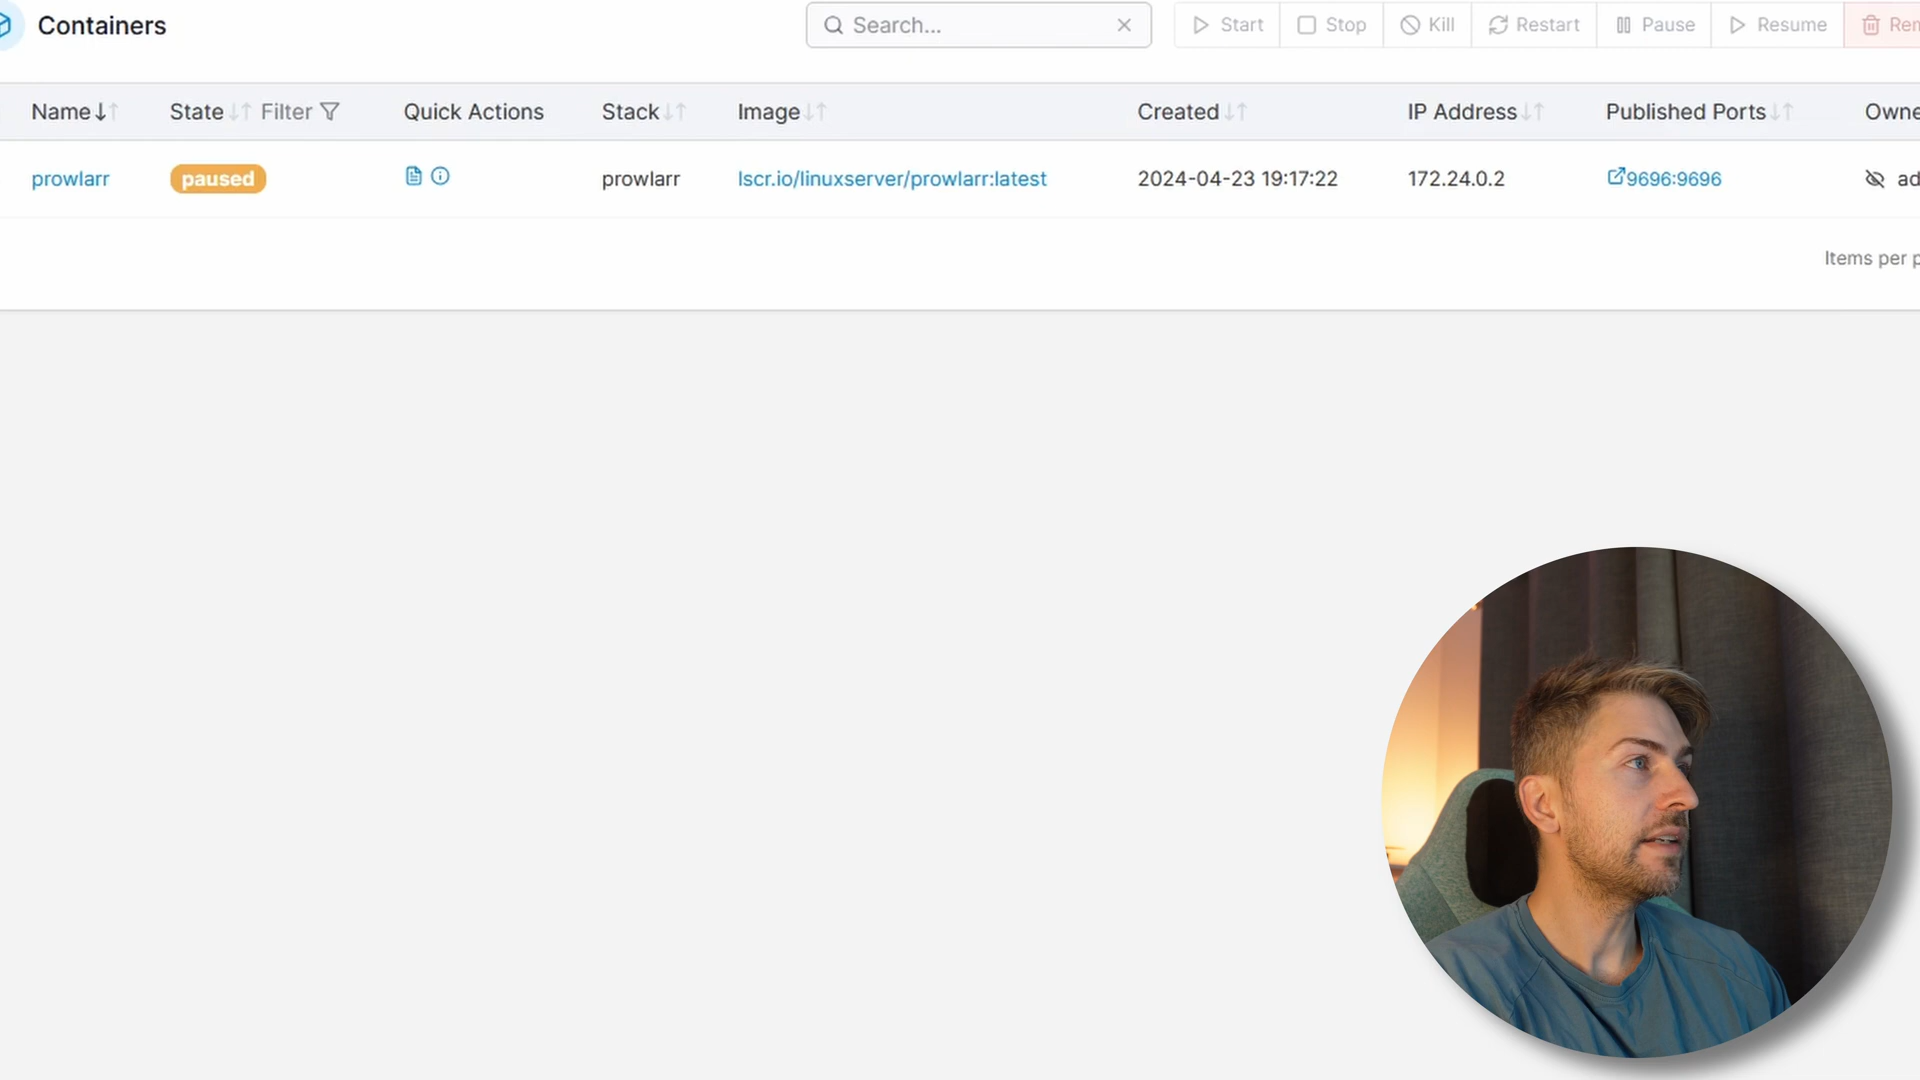 Containers
Search...
Start
Stop
Kill
Restart
Pause
Resume
Name State Filter Quick Actions Stack Image Created IP Address Published Ports
prowlarr paused prowlarr lscr.io/linuxserver/prowlarr:latest 2024-04-23 19:17:22 172.24.0.2 9696:9696
Items per